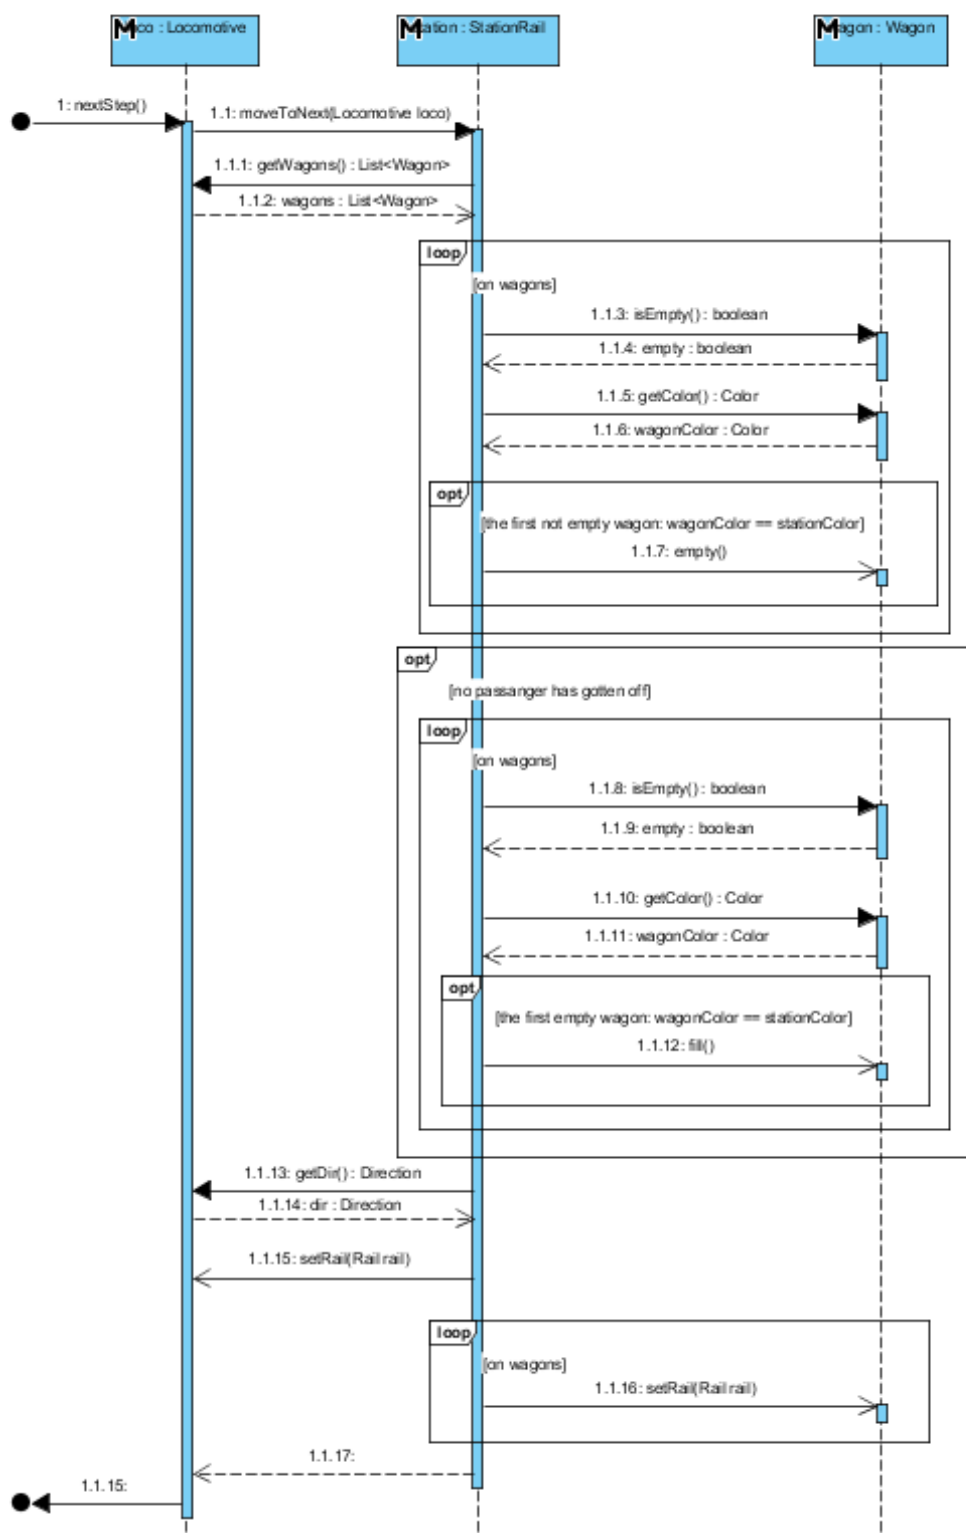 M co : Locomotive
M ation : StationRail
M agon : Wagon
1: nextStep()
1.1: moveToNext(Locomotive loco)
1.1.1: getWagons() : List<Wagon>
1.1.2: wagons : List<Wagon>
loop
[on wagons]
1.1.3: isEmpty() : boolean
1.1.4: empty : boolean
1.1.5: getColor() : Color
1.1.6: wagonColor : Color
opt
[the first not empty wagon: wagonColor == stationColor]
1.1.7: empty()
opt
[no passanger has gotten off]
loop
[on wagons]
1.1.8: isEmpty() : boolean
1.1.9: empty : boolean
1.1.10: getColor() : Color
1.1.11: wagonColor : Color
opt
[the first empty wagon: wagonColor == stationColor]
1.1.12: fill()
1.1.13: getDir() : Direction
1.1.14: dir : Direction
1.1.15: setRail(Rail rail)
loop
[on wagons]
1.1.16: setRail(Rail rail)
1.1.17:
1.1.15: